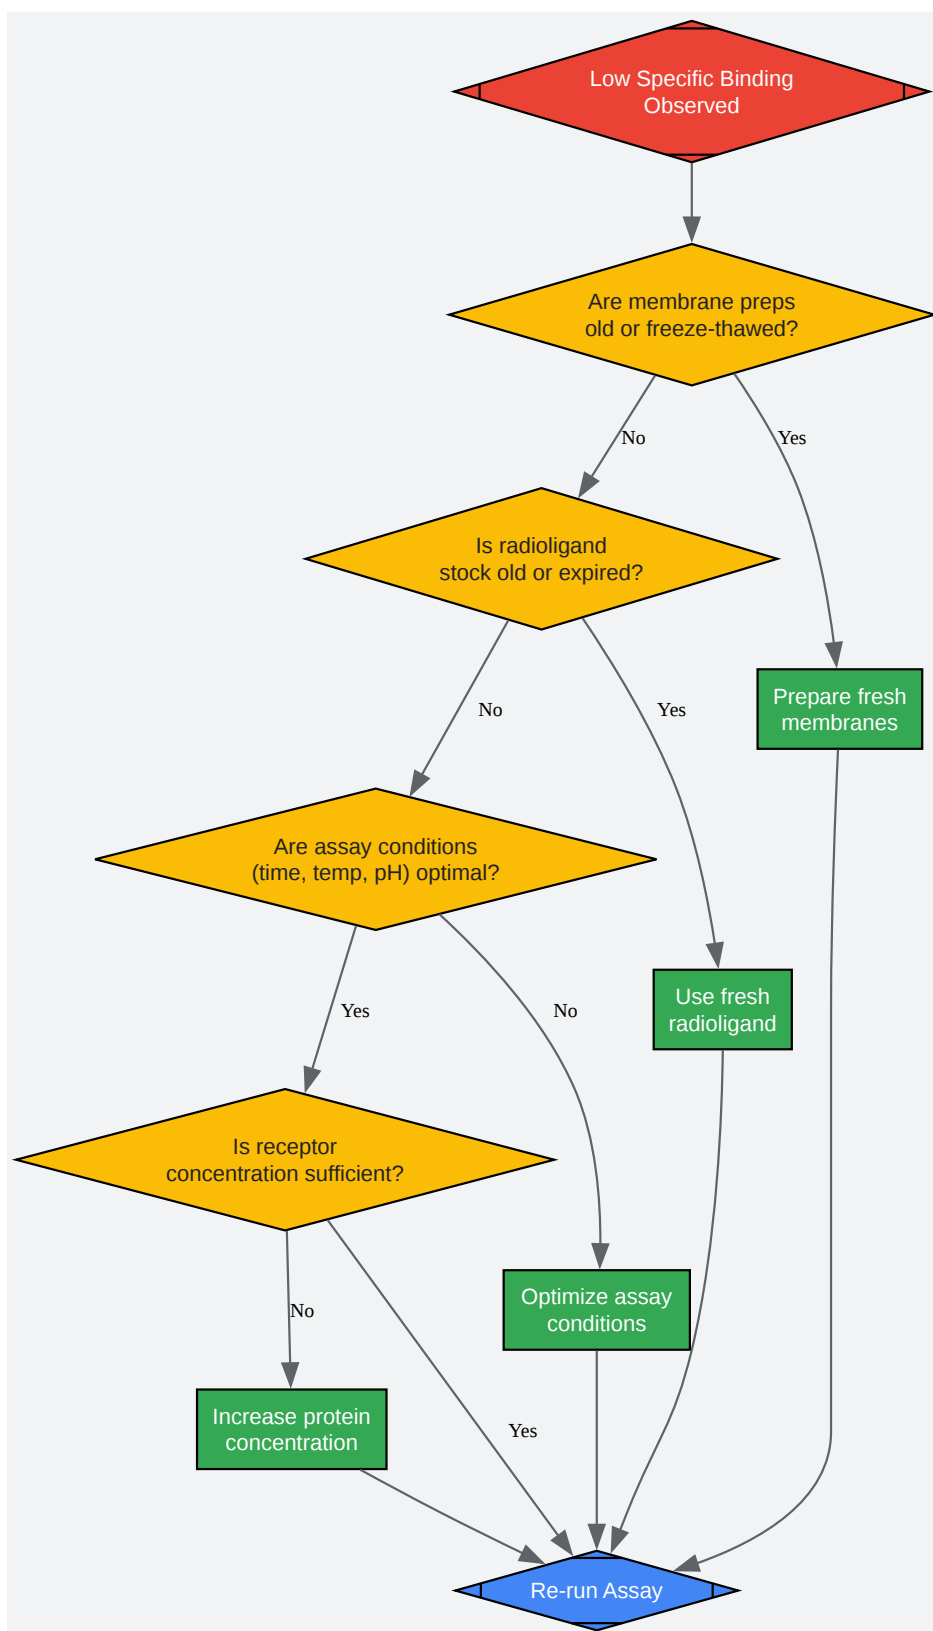 Low Specific Binding
Observed
Are membrane preps
old or freeze-thawed?
No
Yes
Is radioligand
stock old or expired?
Prepare fresh
membranes
No
Yes
Are assay conditions
(time, temp, pH) optimal?
Use fresh
radioligand
Yes
No
Is receptor
concentration sufficient?
Optimize assay
conditions
No
Increase protein
concentration
Yes
Re-run Assay